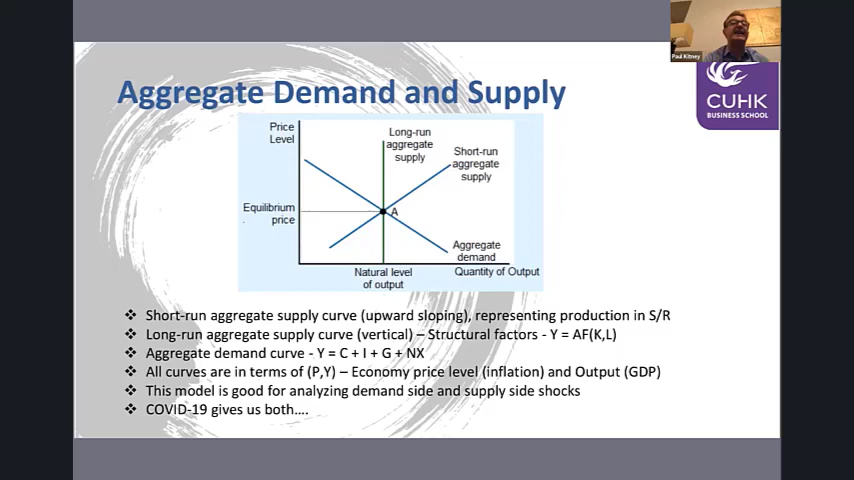 Paul Kitney
CUHK
BUSINESS SCHOOL
Aggregate Demand and Supply
Price
Level
Long-run
aggregate
supply
Short-run
aggregate
supply
Equilibrium
price
A
Aggregate
demand
Natural level
of output
Quantity of Output
❖ Short-run aggregate supply curve (upward sloping), representing production in S/R
❖ Long-run aggregate supply curve (vertical) – Structural factors - Y = AF(K,L)
❖ Aggregate demand curve - Y = C + I + G + NX
❖ All curves are in terms of (P,Y) – Economy price level (inflation) and Output (GDP)
❖ This model is good for analyzing demand side and supply side shocks
❖ COVID-19 gives us both….